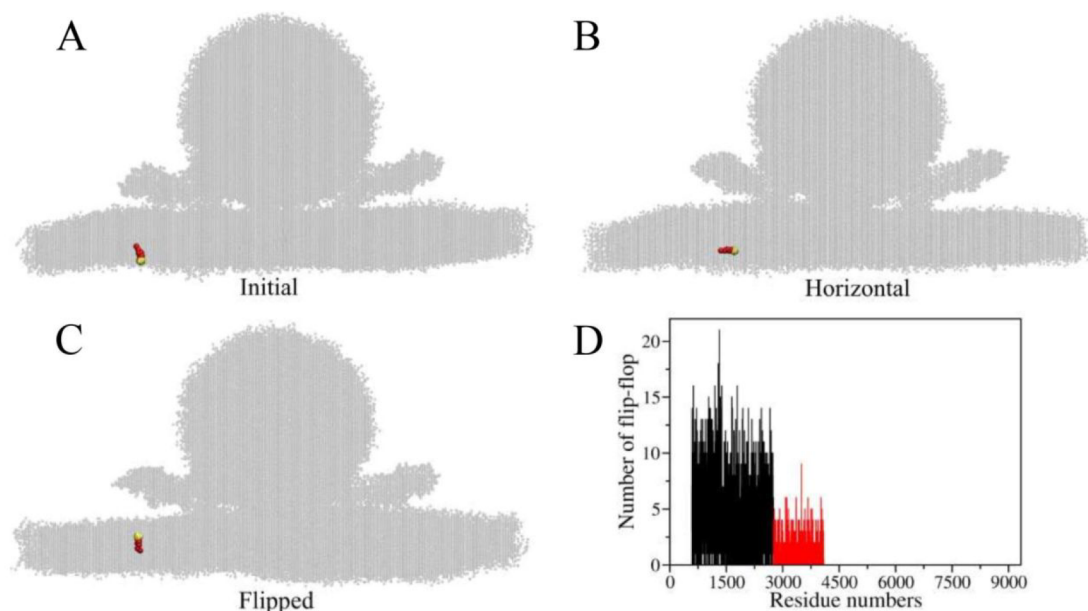 A
B
Initial
Horizontal
C
D
Flipped
Number of flip-flop
20
15
10
5
0
0 1500 3000 4500 6000 7500 9000
Residue numbers